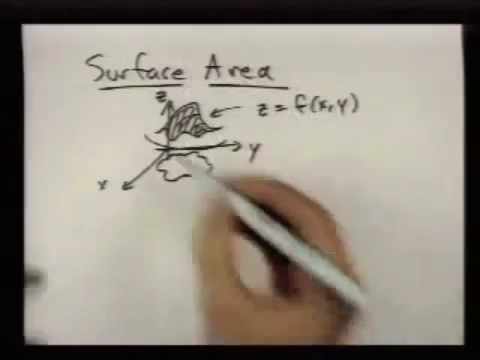 Surface Area
z
z = f(x,y)
y
x